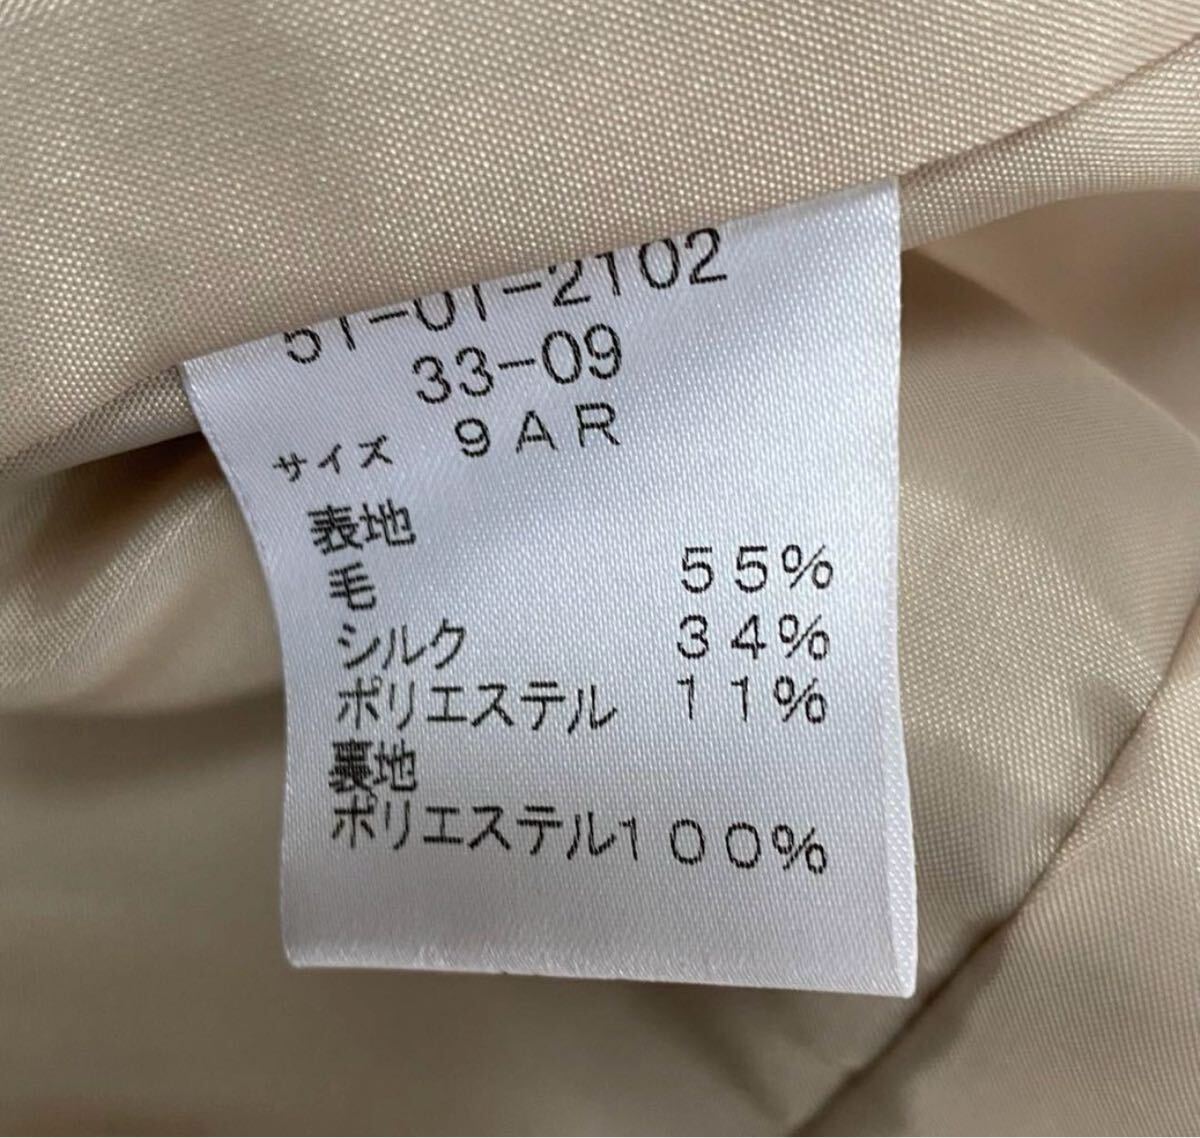 51-01-2102
33-09
サイズ 9AR
表地
毛 55%
シルク 34%
ポリエステル 11%
裏地
ポリエステル100%